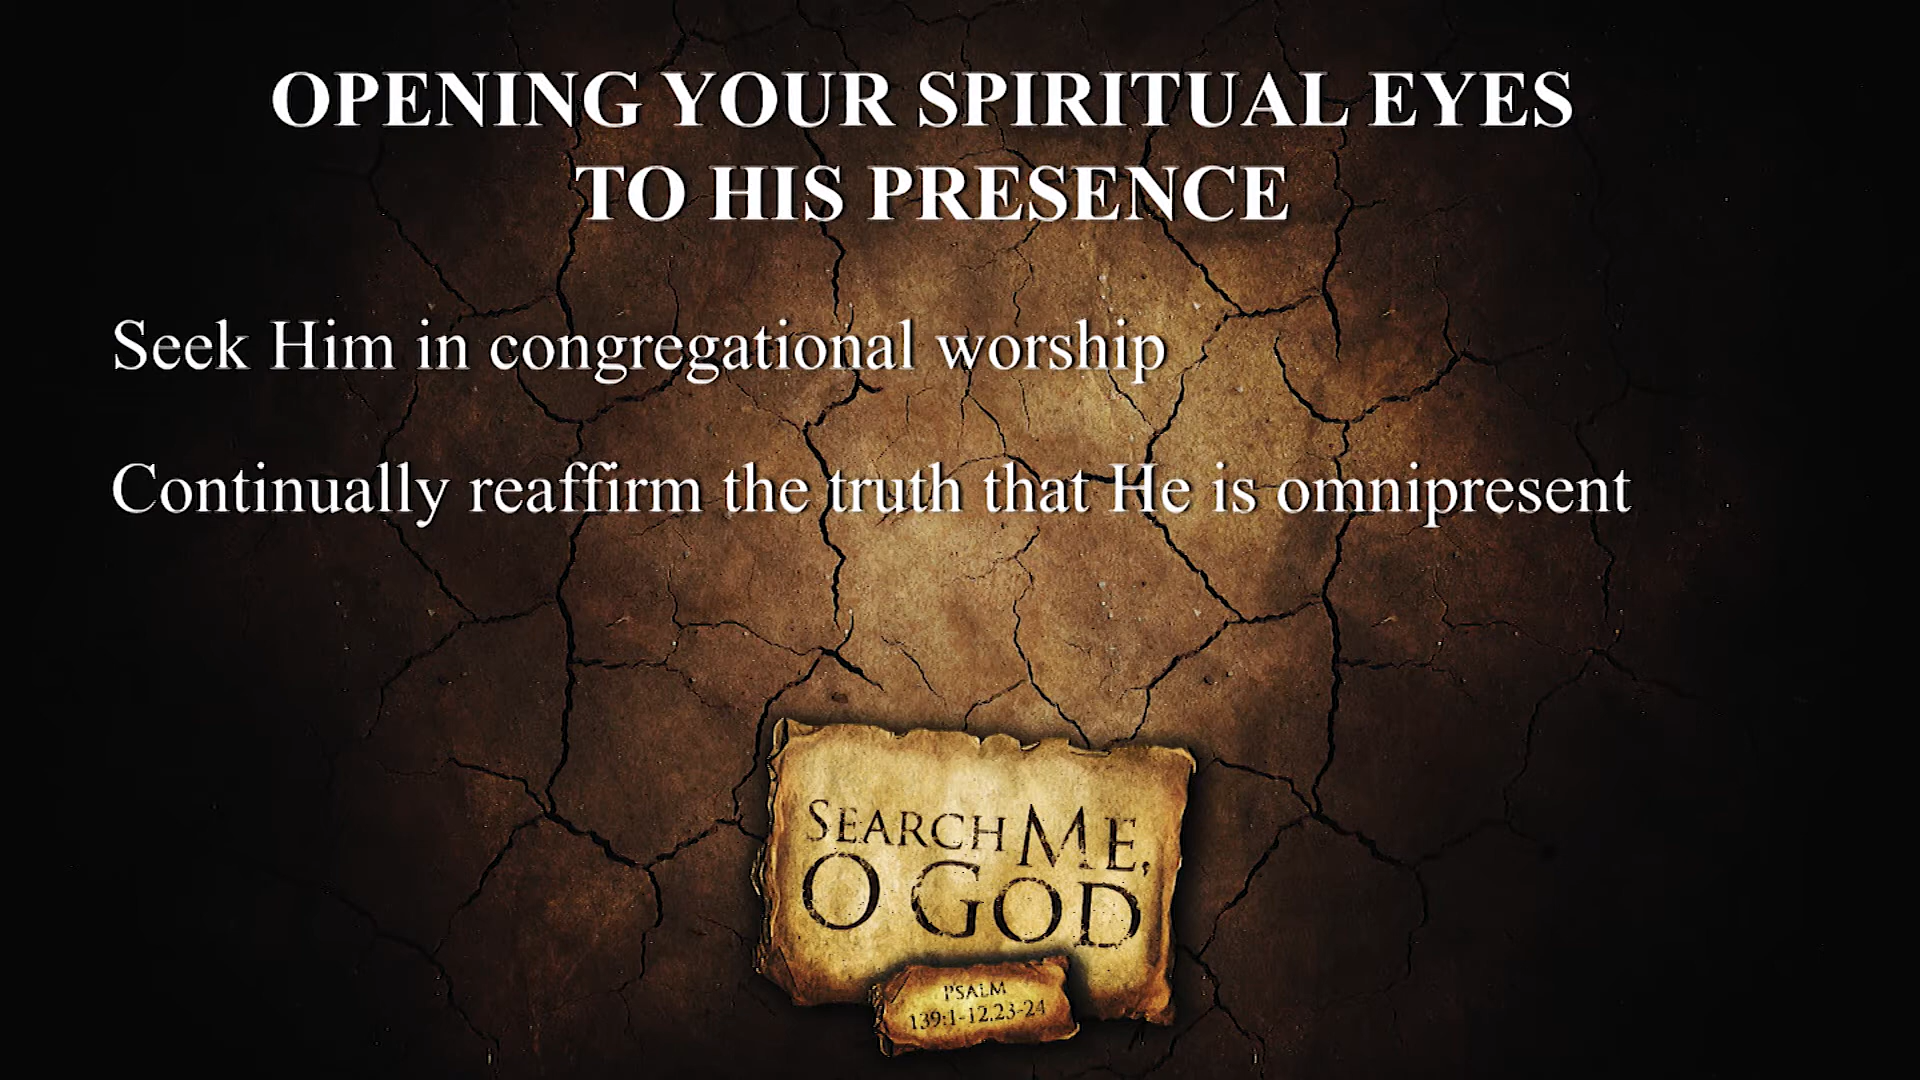 OPENING YOUR SPIRITUAL EYES
TO HIS PRESENCE
Seek Him in congregational worship
Continually reaffirm the truth that He is omnipresent
SEARCH ME,
O GOD
PSALM
139:1-12,23-24